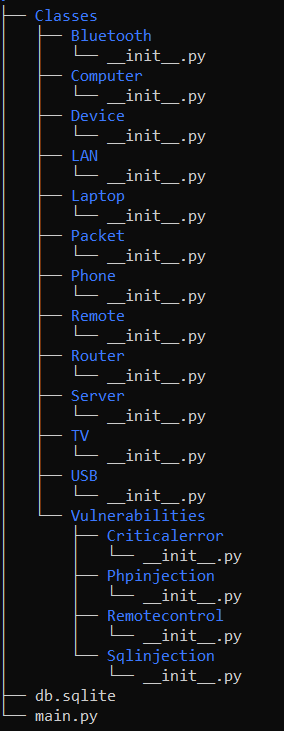 Classes
Bluetooth
__init__.py
Computer
__init__.py
Device
__init__.py
LAN
__init__.py
Laptop
__init__.py
Packet
__init__.py
Phone
__init__.py
Remote
__init__.py
Router
__init__.py
Server
__init__.py
TV
__init__.py
USB
__init__.py
Vulnerabilities
Criticalerror
__init__.py
Phpinjection
__init__.py
Remotecontrol
__init__.py
Sqlinjection
__init__.py
db.sqlite
main.py